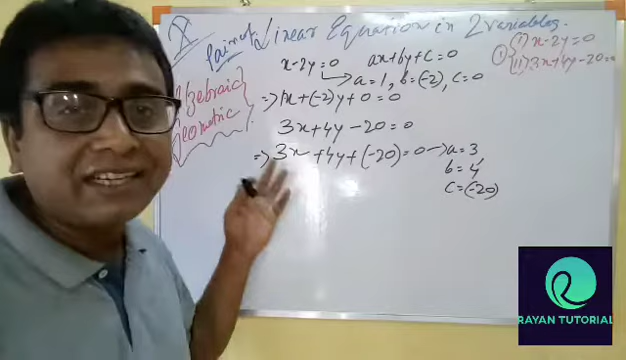 X
Pair of Linear Equation in 2 variables.
x-2y=0 ax+by+c=0
→ a=1, b=(-2), c=0
⇒ 1x+(-2)y+0=0
3x+4y-20=0
⇒ 3x+4y+(-20)=0 → a=3
b=4
c=(-20)
① (i) x-2y=0
(ii) 3x+4y-20=0
Algebraic
Geometric
RAYAN TUTORIAL